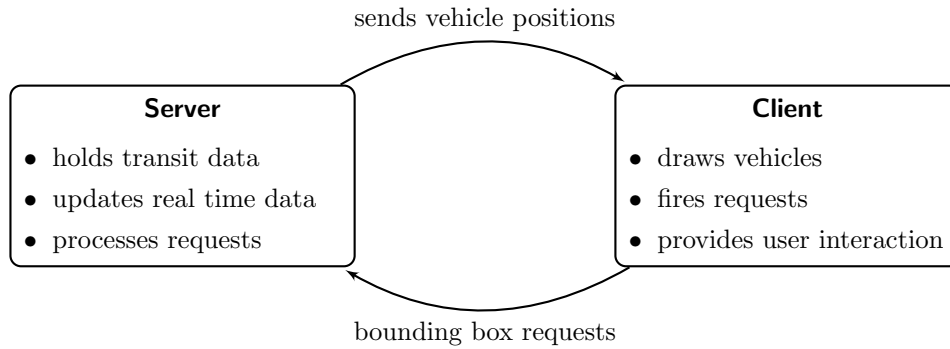 sends vehicle positions
Server
• holds transit data
• updates real time data
• processes requests
Client
• draws vehicles
• fires requests
• provides user interaction
bounding box requests